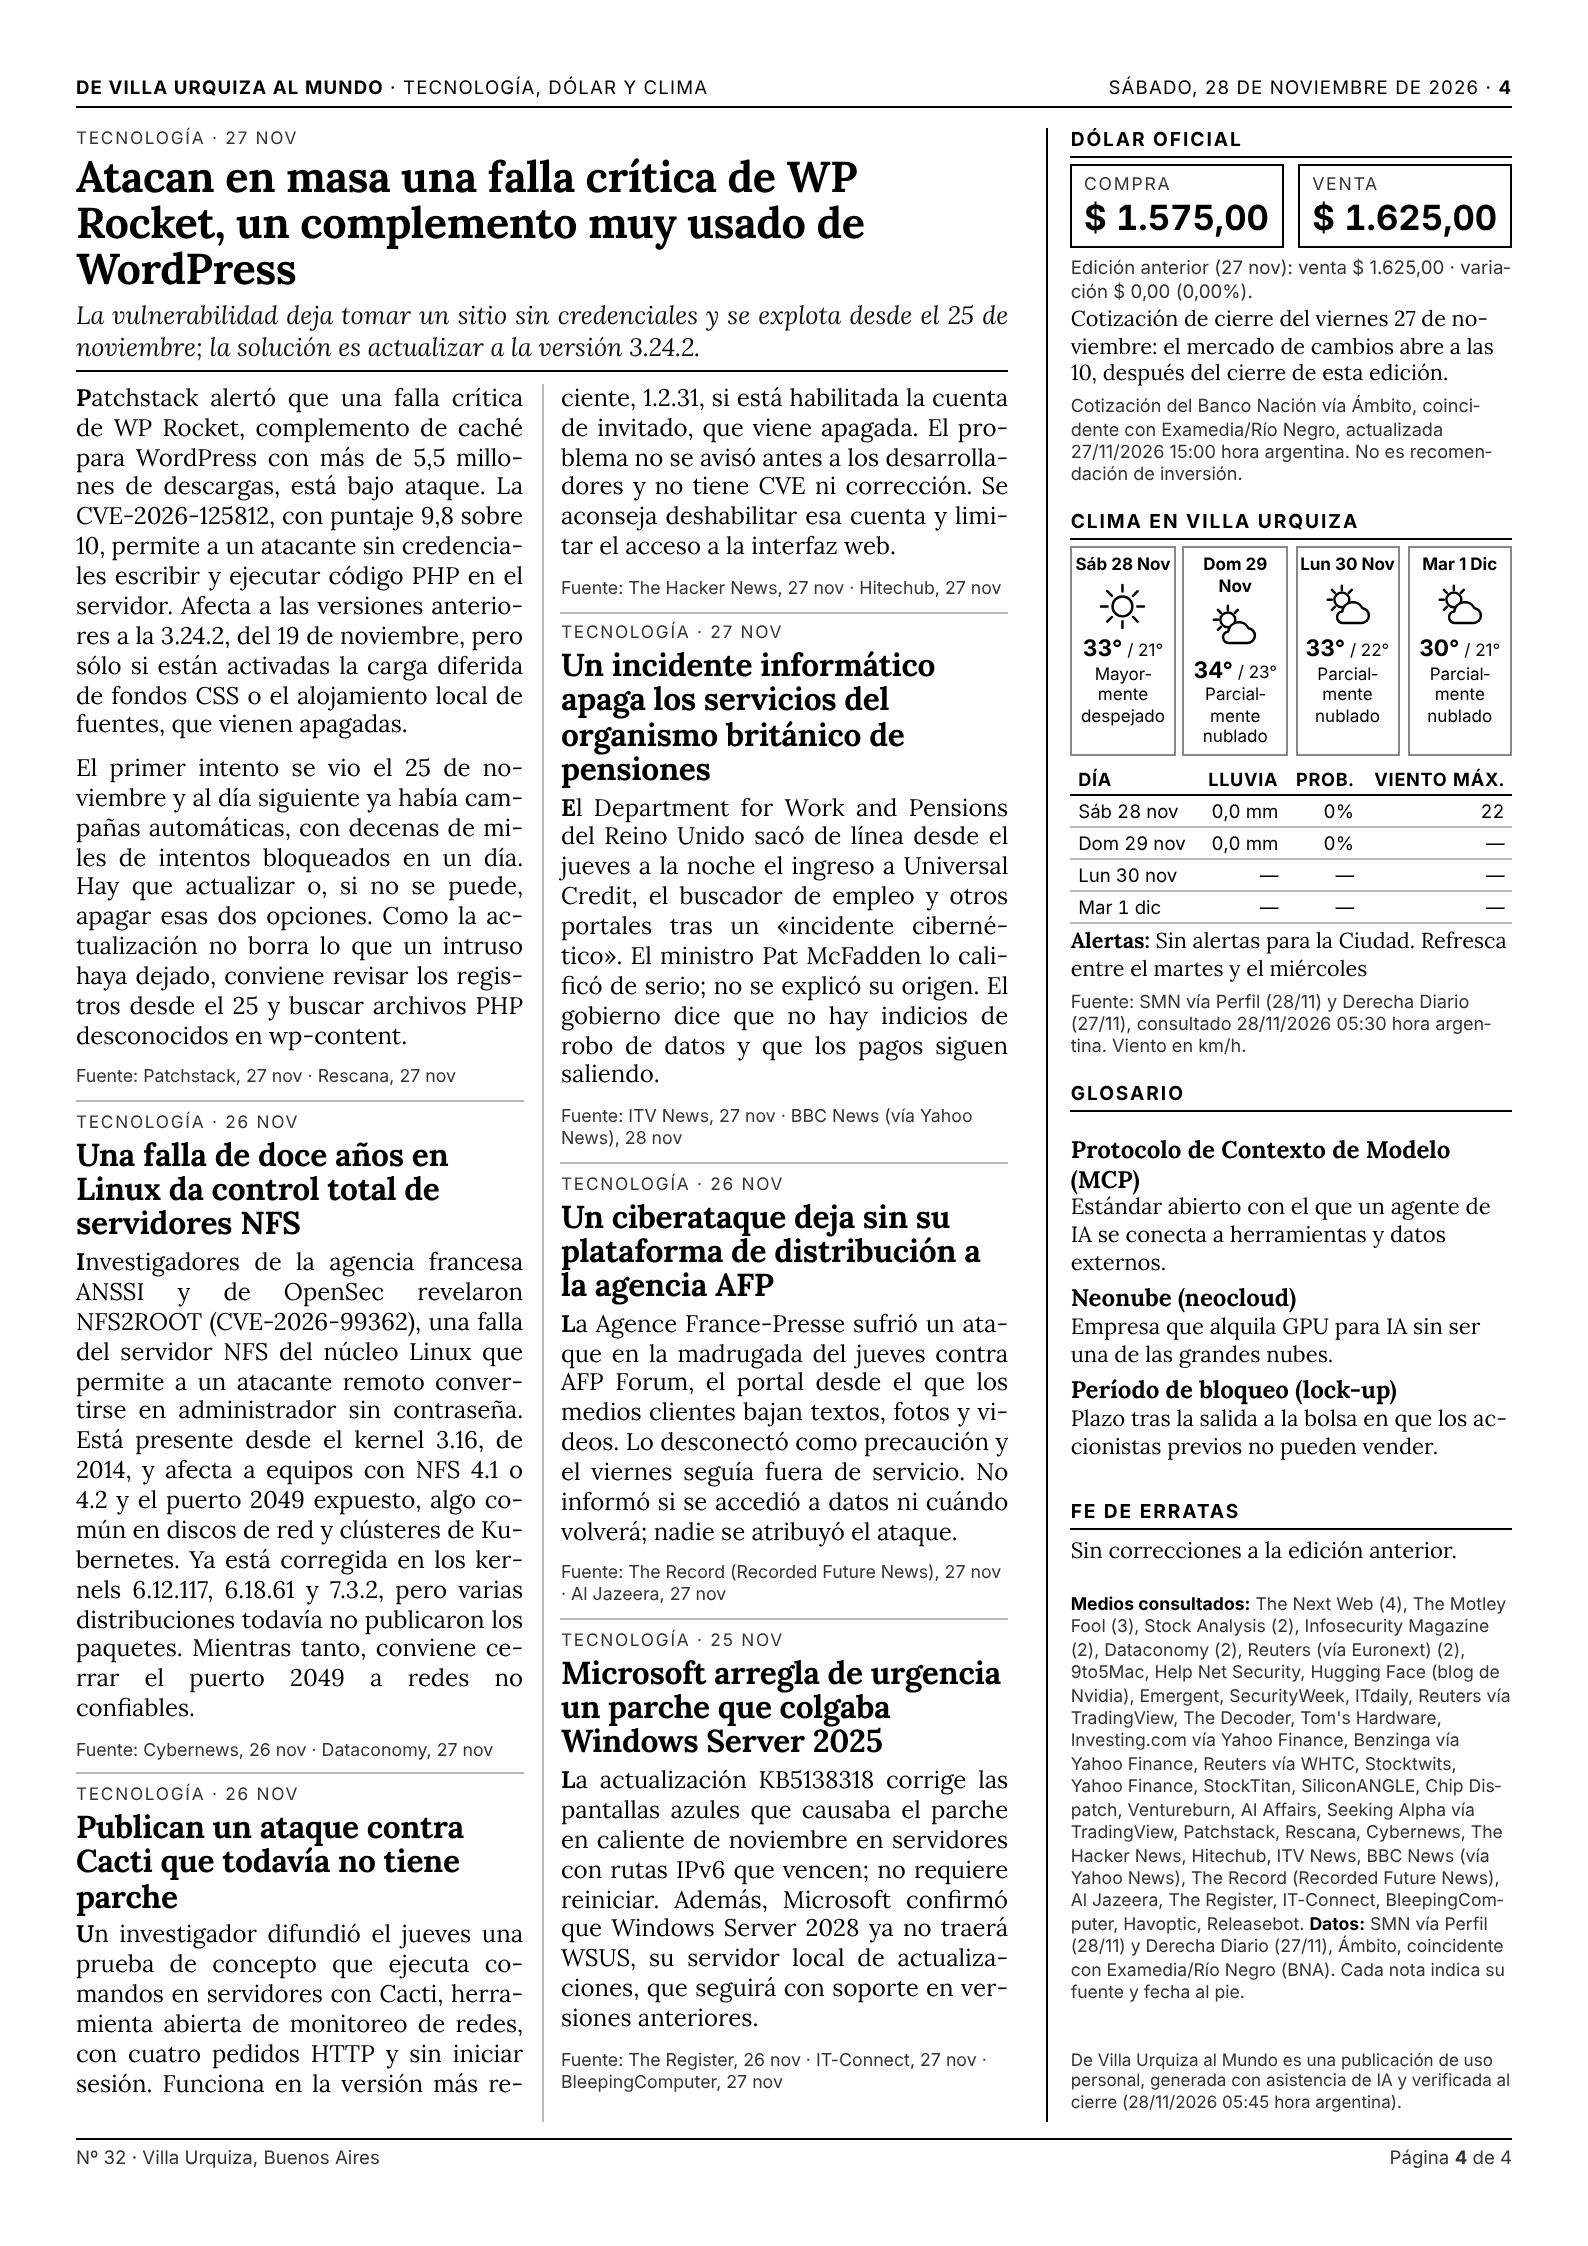 DE VILLA URQUIZA AL MUNDO · TECNOLOGÍA, DÓLAR Y CLIMA
SÁBADO, 28 DE NOVIEMBRE DE 2026 · 4
TECNOLOGÍA · 27 NOV
Atacan en masa una falla crítica de WP
Rocket, un complemento muy usado de
WordPress
La vulnerabilidad deja tomar un sitio sin credenciales y se explota desde el 25 de
noviembre; la solución es actualizar a la versión 3.24.2.
Patchstack alertó que una falla crítica
de WP Rocket, complemento de caché
para WordPress con más de 5,5 millo-
nes de descargas, está bajo ataque. La
CVE-2026-125812, con puntaje 9,8 sobre
10, permite a un atacante sin credencia-
les escribir y ejecutar código PHP en el
servidor. Afecta a las versiones anterio-
res a la 3.24.2, del 19 de noviembre, pero
sólo si están activadas la carga diferida
de fondos CSS o el alojamiento local de
fuentes, que vienen apagadas.
El primer intento se vio el 25 de no-
viembre y al día siguiente ya había cam-
pañas automáticas, con decenas de mi-
les de intentos bloqueados en un día.
Hay que actualizar o, si no se puede,
apagar esas dos opciones. Como la ac-
tualización no borra lo que un intruso
haya dejado, conviene revisar los regis-
tros desde el 25 y buscar archivos PHP
desconocidos en wp-content.
Fuente: Patchstack, 27 nov · Rescana, 27 nov
TECNOLOGÍA · 26 NOV
Una falla de doce años en
Linux da control total de
servidores NFS
Investigadores de la agencia francesa
ANSSI y de OpenSec revelaron
NFS2ROOT (CVE-2026-99362), una falla
del servidor NFS del núcleo Linux que
permite a un atacante remoto conver-
tirse en administrador sin contraseña.
Está presente desde el kernel 3.16, de
2014, y afecta a equipos con NFS 4.1 o
4.2 y el puerto 2049 expuesto, algo co-
mún en discos de red y clústeres de Ku-
bernetes. Ya está corregida en los ker-
nels 6.12.117, 6.18.61 y 7.3.2, pero varias
distribuciones todavía no publicaron los
paquetes. Mientras tanto, conviene ce-
rrar el puerto 2049 a redes no
confiables.
Fuente: Cybernews, 26 nov · Dataconomy, 27 nov
TECNOLOGÍA · 26 NOV
Publican un ataque contra
Cacti que todavía no tiene
parche
Un investigador difundió el jueves una
prueba de concepto que ejecuta co-
mandos en servidores con Cacti, herra-
mienta abierta de monitoreo de redes,
con cuatro pedidos HTTP y sin iniciar
sesión. Funciona en la versión más re-
ciente, 1.2.31, si está habilitada la cuenta
de invitado, que viene apagada. El pro-
blema no se avisó antes a los desarrolla-
dores y no tiene CVE ni corrección. Se
aconseja deshabilitar esa cuenta y limi-
tar el acceso a la interfaz web.
Fuente: The Hacker News, 27 nov · Hitechub, 27 nov
TECNOLOGÍA · 27 NOV
Un incidente informático
apaga los servicios del
organismo británico de
pensiones
El Department for Work and Pensions
del Reino Unido sacó de línea desde el
jueves a la noche el ingreso a Universal
Credit, el buscador de empleo y otros
portales tras un «incidente ciberné-
tico». El ministro Pat McFadden lo cali-
ficó de serio; no se explicó su origen. El
gobierno dice que no hay indicios de
robo de datos y que los pagos siguen
saliendo.
Fuente: ITV News, 27 nov · BBC News (vía Yahoo
News), 28 nov
TECNOLOGÍA · 26 NOV
Un ciberataque deja sin su
plataforma de distribución a
la agencia AFP
La Agence France-Presse sufrió un ata-
que en la madrugada del jueves contra
AFP Forum, el portal desde el que los
medios clientes bajan textos, fotos y vi-
deos. Lo desconectó como precaución y
el viernes seguía fuera de servicio. No
informó si se accedió a datos ni cuándo
volverá; nadie se atribuyó el ataque.
Fuente: The Record (Recorded Future News), 27 nov
· Al Jazeera, 27 nov
TECNOLOGÍA · 25 NOV
Microsoft arregla de urgencia
un parche que colgaba
Windows Server 2025
La actualización KB5138318 corrige las
pantallas azules que causaba el parche
en caliente de noviembre en servidores
con rutas IPv6 que vencen; no requiere
reiniciar. Además, Microsoft confirmó
que Windows Server 2028 ya no traerá
WSUS, su servidor local de actualiza-
ciones, que seguirá con soporte en ver-
siones anteriores.
Fuente: The Register, 26 nov · IT-Connect, 27 nov ·
BleepingComputer, 27 nov
DÓLAR OFICIAL
COMPRA VENTA
$ 1.575,00 $ 1.625,00
Edición anterior (27 nov): venta $ 1.625,00 · varia-
ción $ 0,00 (0,00%).
Cotización de cierre del viernes 27 de no-
viembre: el mercado de cambios abre a las
10, después del cierre de esta edición.
Cotización del Banco Nación vía Ámbito, coinci-
dente con Examedia/Río Negro, actualizada
27/11/2026 15:00 hora argentina. No es recomen-
dación de inversión.
CLIMA EN VILLA URQUIZA
Sáb 28 Nov
33° / 21°
Mayor-
mente
despejado
Dom 29
Nov
34° / 23°
Parcial-
mente
nublado
Lun 30 Nov
33° / 22°
Parcial-
mente
nublado
Mar 1 Dic
30° / 21°
Parcial-
mente
nublado
DÍA LLUVIA PROB. VIENTO MÁX.
Sáb 28 nov 0,0 mm 0% 22
Dom 29 nov 0,0 mm 0% —
Lun 30 nov — — —
Mar 1 dic — — —
Alertas: Sin alertas para la Ciudad. Refresca
entre el martes y el miércoles
Fuente: SMN vía Perfil (28/11) y Derecha Diario
(27/11), consultado 28/11/2026 05:30 hora argen-
tina. Viento en km/h.
GLOSARIO
Protocolo de Contexto de Modelo
(MCP)
Estándar abierto con el que un agente de
IA se conecta a herramientas y datos
externos.
Neonube (neocloud)
Empresa que alquila GPU para IA sin ser
una de las grandes nubes.
Período de bloqueo (lock-up)
Plazo tras la salida a la bolsa en que los ac-
cionistas previos no pueden vender.
FE DE ERRATAS
Sin correcciones a la edición anterior.
Medios consultados: The Next Web (4), The Motley
Fool (3), Stock Analysis (2), Infosecurity Magazine
(2), Dataconomy (2), Reuters (vía Euronext) (2),
9to5Mac, Help Net Security, Hugging Face (blog de
Nvidia), Emergent, SecurityWeek, ITdaily, Reuters vía
TradingView, The Decoder, Tom's Hardware,
Investing.com vía Yahoo Finance, Benzinga vía
Yahoo Finance, Reuters vía WHTC, Stocktwits,
Yahoo Finance, StockTitan, SiliconANGLE, Chip Dis-
patch, Ventureburn, AI Affairs, Seeking Alpha vía
TradingView, Patchstack, Rescana, Cybernews, The
Hacker News, Hitechub, ITV News, BBC News (vía
Yahoo News), The Record (Recorded Future News),
Al Jazeera, The Register, IT-Connect, BleepingCom-
puter, Havoptic, Releasebot. Datos: SMN vía Perfil
(28/11) y Derecha Diario (27/11), Ámbito, coincidente
con Examedia/Río Negro (BNA). Cada nota indica su
fuente y fecha al pie.
De Villa Urquiza al Mundo es una publicación de uso
personal, generada con asistencia de IA y verificada al
cierre (28/11/2026 05:45 hora argentina).
Nº 32 · Villa Urquiza, Buenos Aires
Página 4 de 4